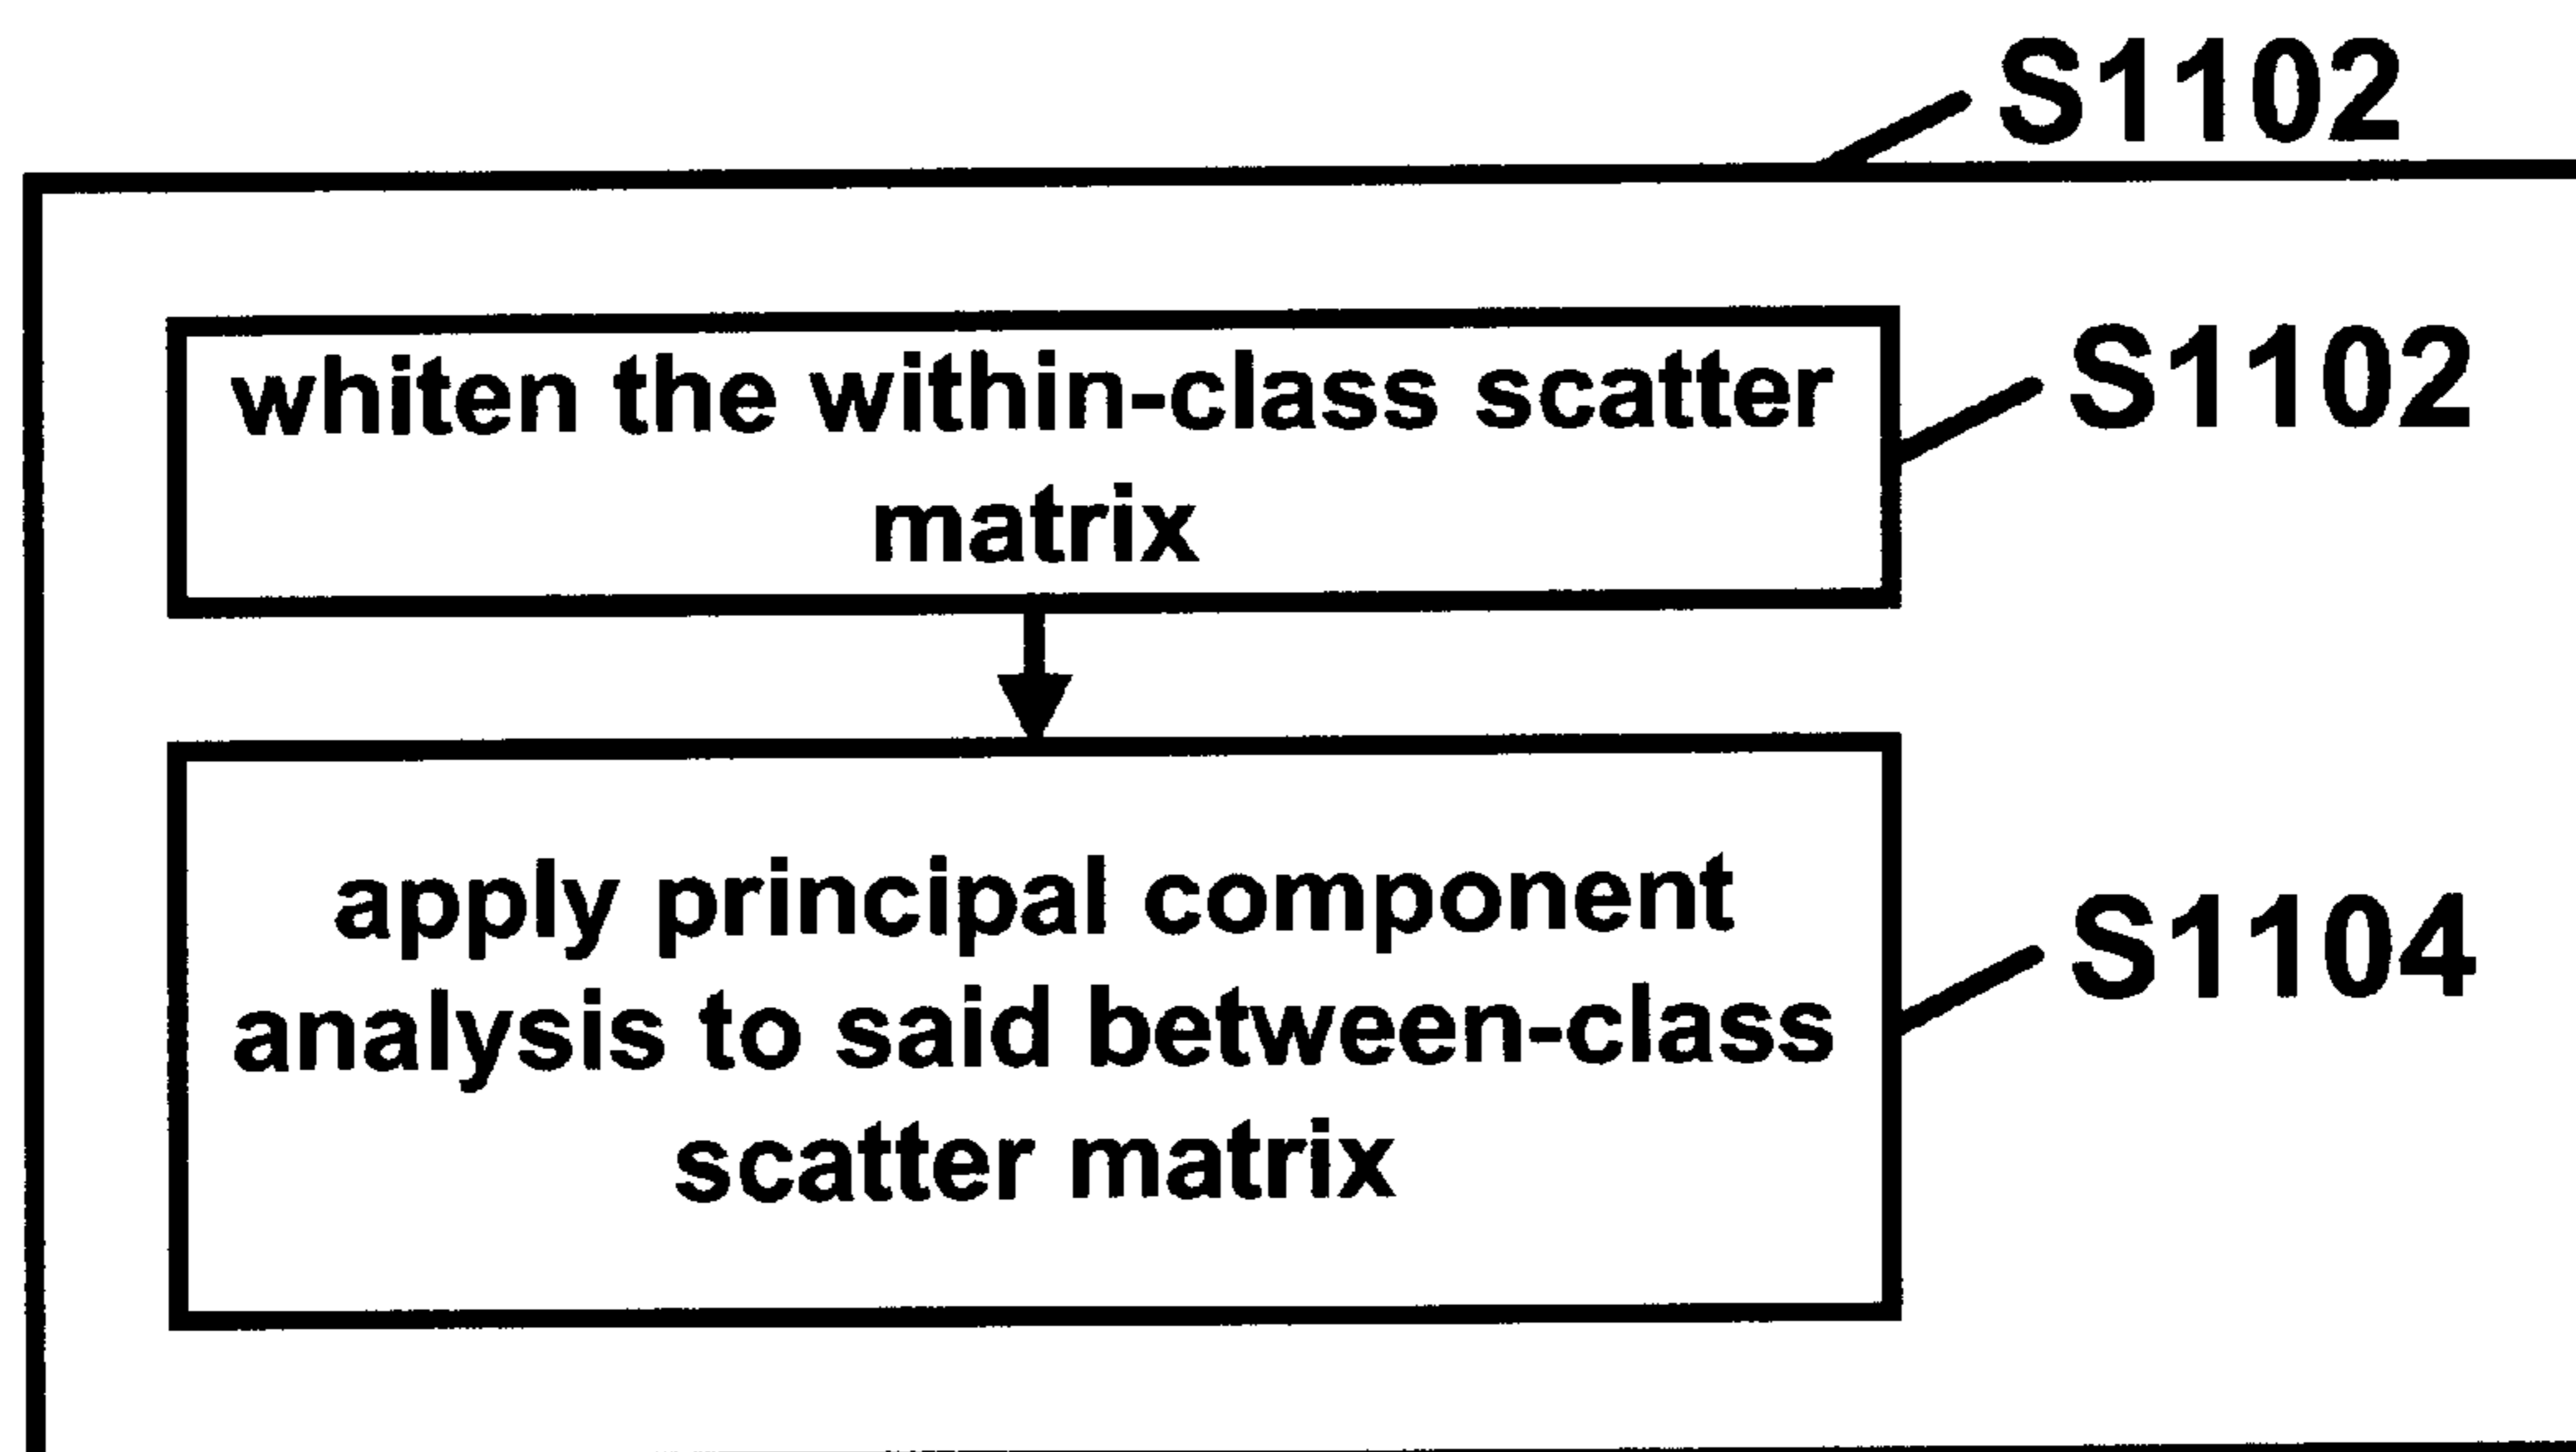 S1102
whiten the within-class scatter
matrix
S1102
apply principal component
analysis to said between-class
scatter matrix
S1104